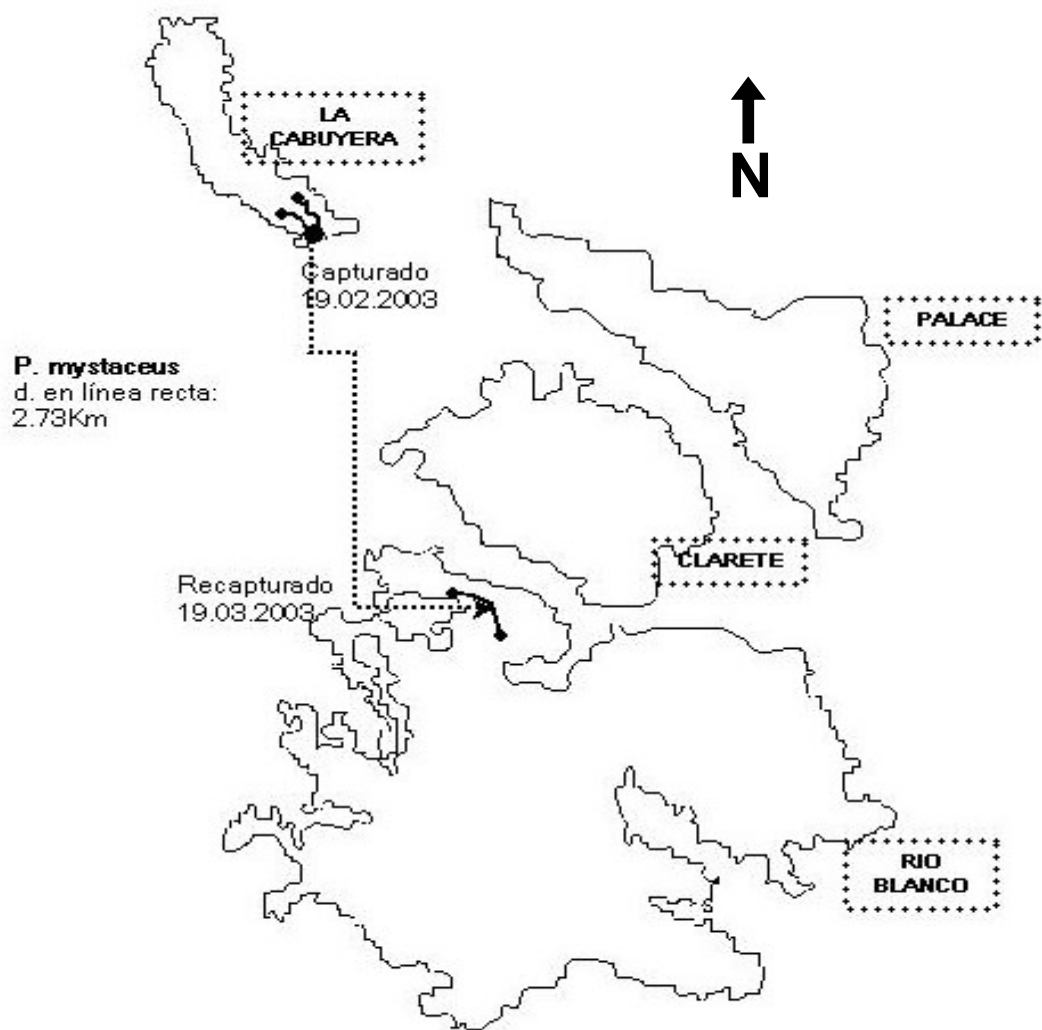 LA
CABUYERA
N
Capturado
19.02.2003
PALACE
P. mystaceus
d. en línea recta:
2.73Km
CLARETE
Recapturado
19.03.2003
RIO
BLANCO